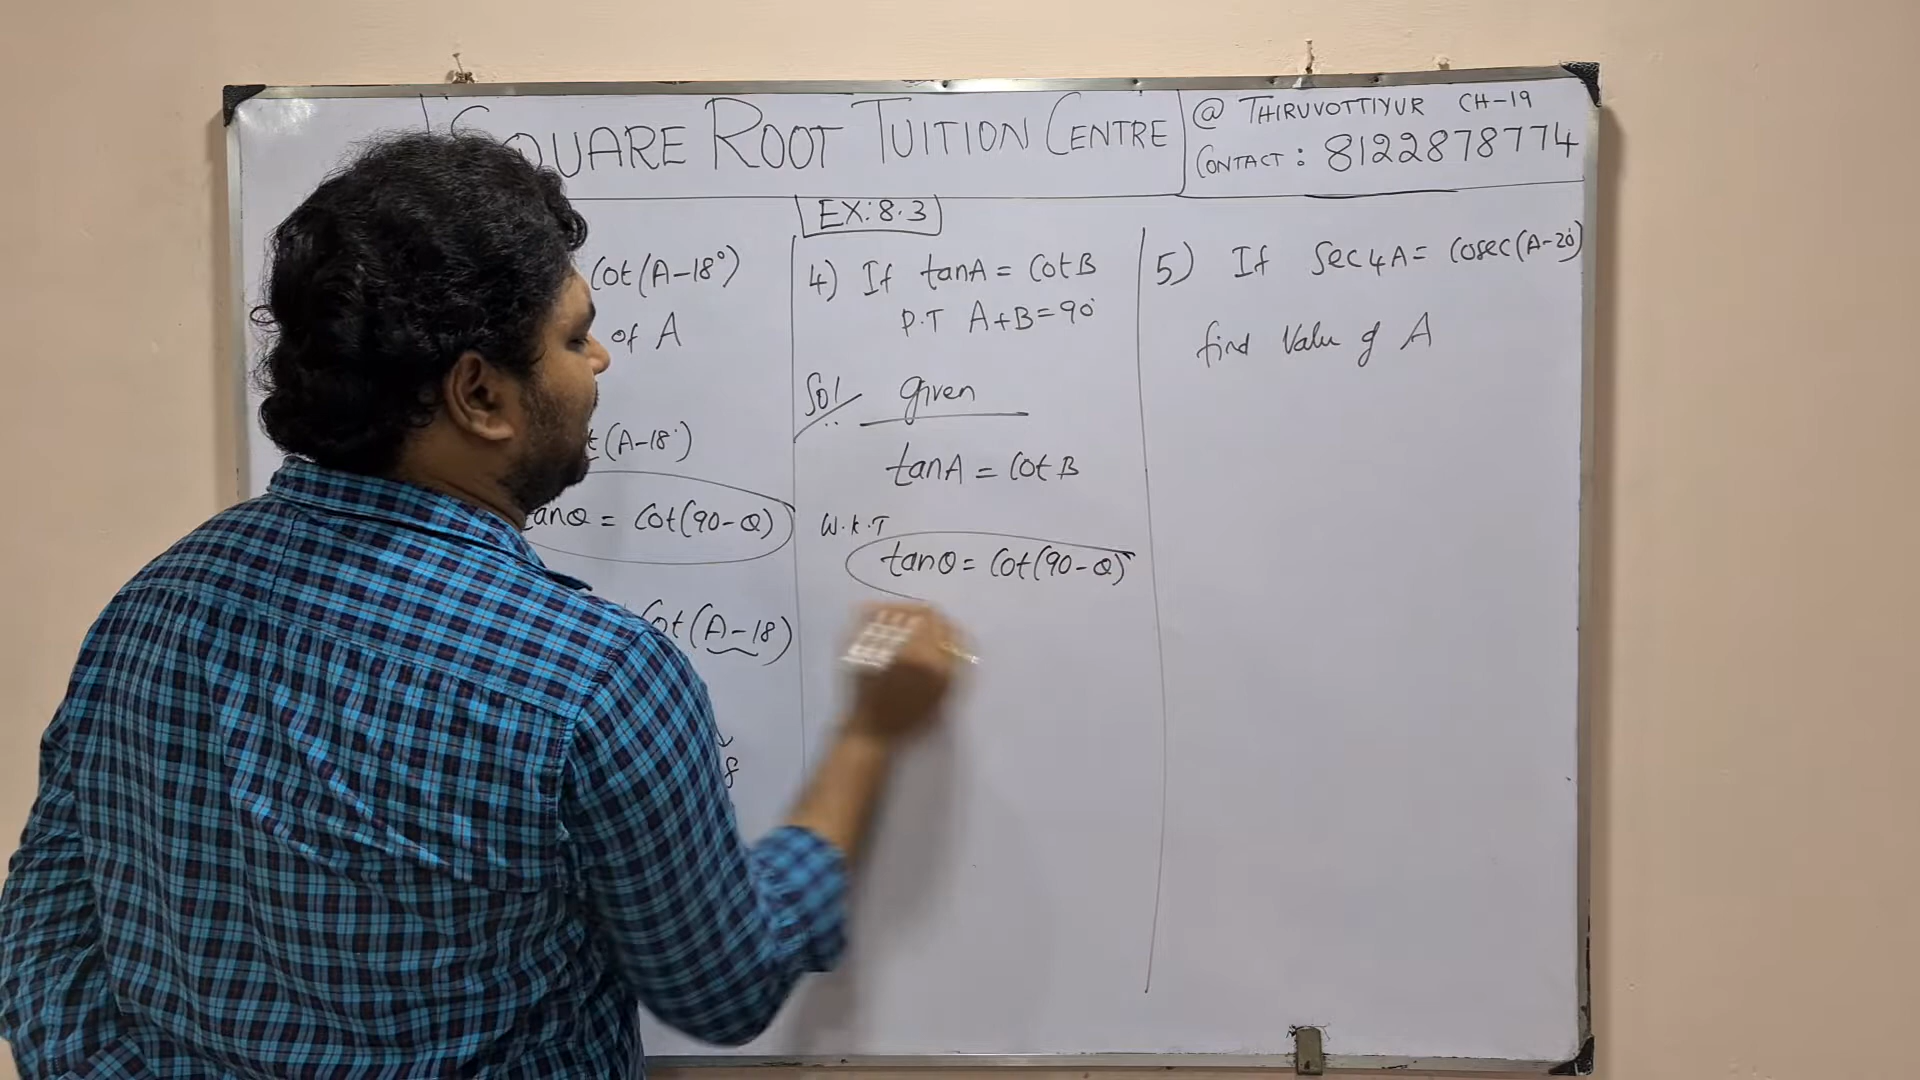 SQUARE ROOT TUITION CENTRE
@ THIRUVOTTIYUR CH-19
CONTACT : 8122878774
EX: 8.3
Cot(A-18°)
of A
(A-18°)
tanθ = Cot(90-θ)
Cot(A-18)
8
4) If tanA = CotB
P.T A+B=90°
Sol given
tanA = CotB
W.K.T
tanθ = Cot(90-θ)
5) If Sec4A= Cosec(A-20°)
find Value of A